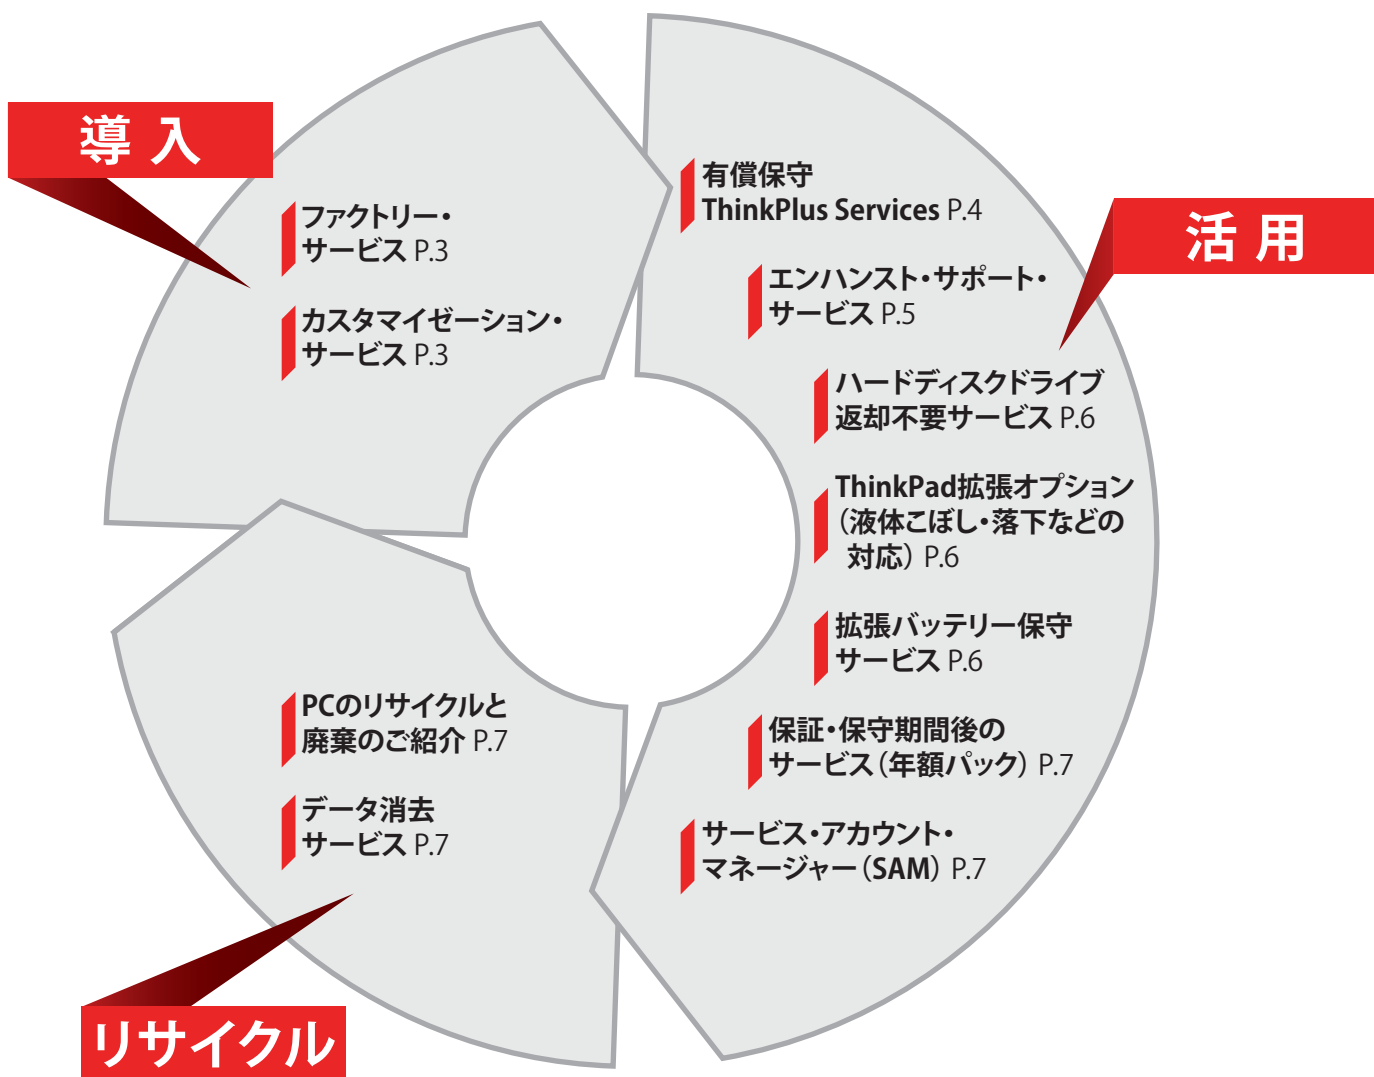 導入
ファクトリー・
サービス P.3
カスタマイゼーション・
サービス P.3
活用
有償保守
ThinkPlus Services P.4
エンハンスト・サポート・
サービス P.5
ハードディスクドライブ
返却不要サービス P.6
ThinkPad拡張オプション
（液体こぼし・落下などの
対応） P.6
拡張バッテリー保守
サービス P.6
保証・保守期間後の
サービス（年額パック） P.7
サービス・アカウント・
マネージャー（SAM） P.7
PCのリサイクルと
廃棄のご紹介 P.7
データ消去
サービス P.7
リサイクル